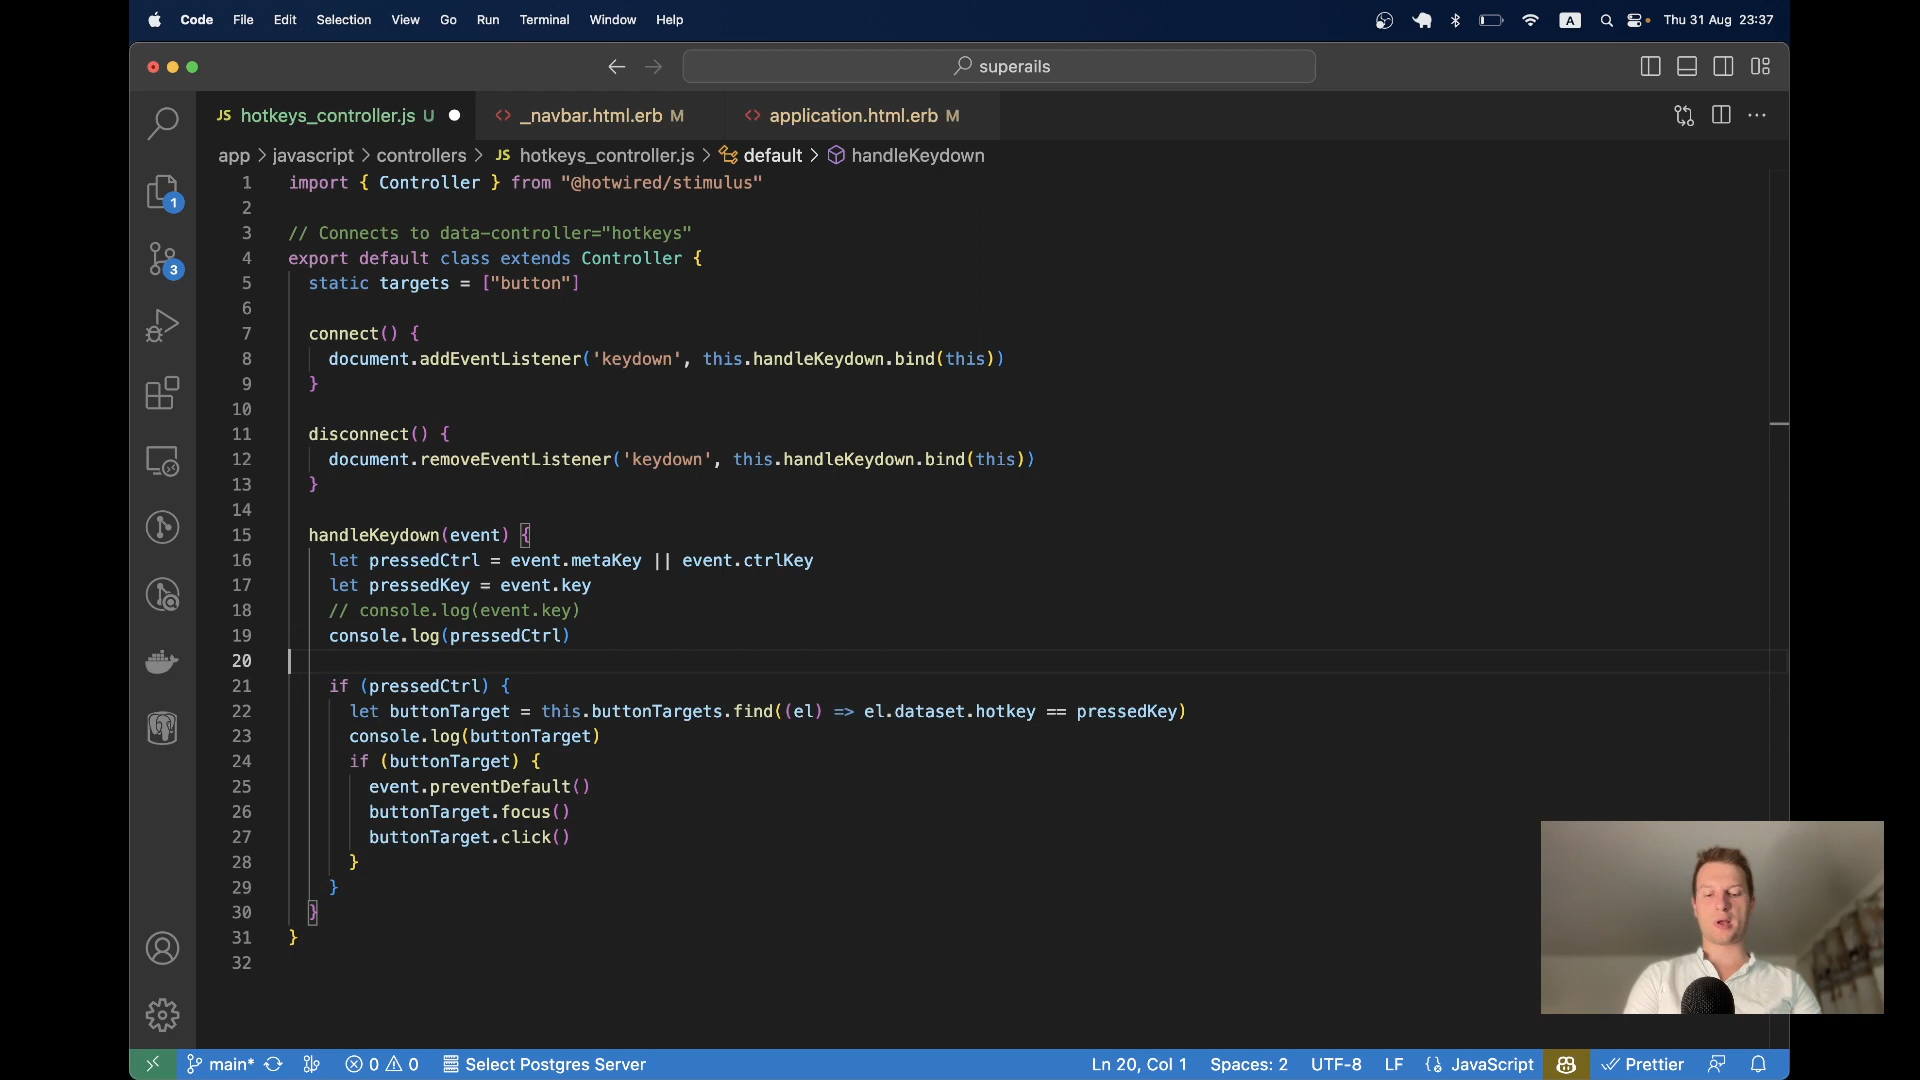 Code File Edit Selection View Go Run Terminal Window Help A Thu 31 Aug 23:37
superails
JS hotkeys_controller.js U <> _navbar.html.erb M <> application.html.erb M
app > javascript > controllers > JS hotkeys_controller.js > default > handleKeydown
1 import { Controller } from "@hotwired/stimulus"
2
3 // Connects to data-controller="hotkeys"
4 export default class extends Controller {
5 static targets = ["button"]
6
7 connect() {
8 document.addEventListener('keydown', this.handleKeydown.bind(this))
9 }
10
11 disconnect() {
12 document.removeEventListener('keydown', this.handleKeydown.bind(this))
13 }
14
15 handleKeydown(event) {
16 let pressedCtrl = event.metaKey || event.ctrlKey
17 let pressedKey = event.key
18 // console.log(event.key)
19 console.log(pressedCtrl)
20
21 if (pressedCtrl) {
22 let buttonTarget = this.buttonTargets.find((el) => el.dataset.hotkey == pressedKey)
23 console.log(buttonTarget)
24 if (buttonTarget) {
25 event.preventDefault()
26 buttonTarget.focus()
27 buttonTarget.click()
28 }
29 }
30 }
31 }
32
1
3
main* 0 0 Select Postgres Server Ln 20, Col 1 Spaces: 2 UTF-8 LF {} JavaScript Prettier